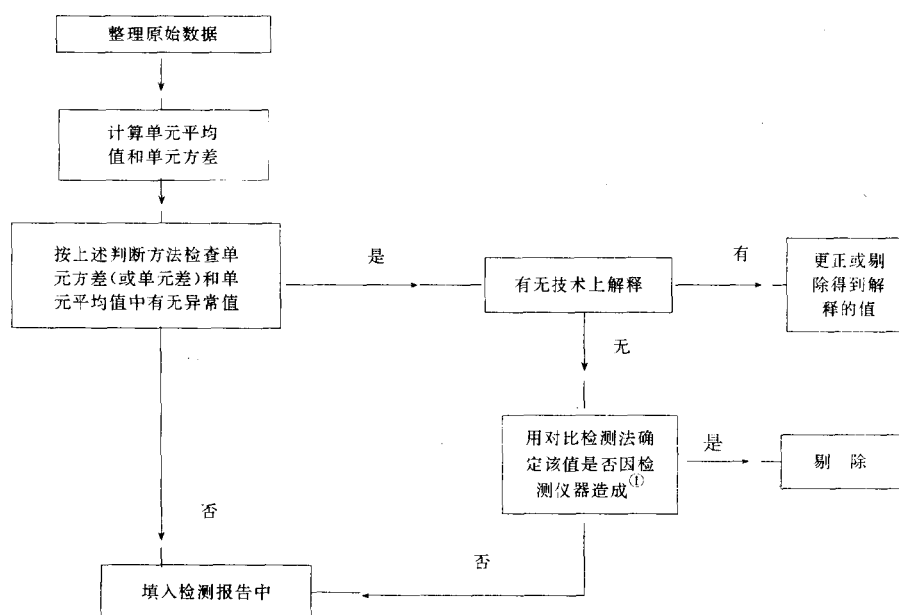 整理原始数据
计算单元平均
值和单元方差
按上述判断方法检查单
元方差(或单元差)和单
元平均值中有无异常值
是
有无技术上解释
有
更正或剔
除得到解
释的值
无
用对比检测法确
定该值是否因检
测仪器造成①
是
剔 除
否
否
填入检测报告中